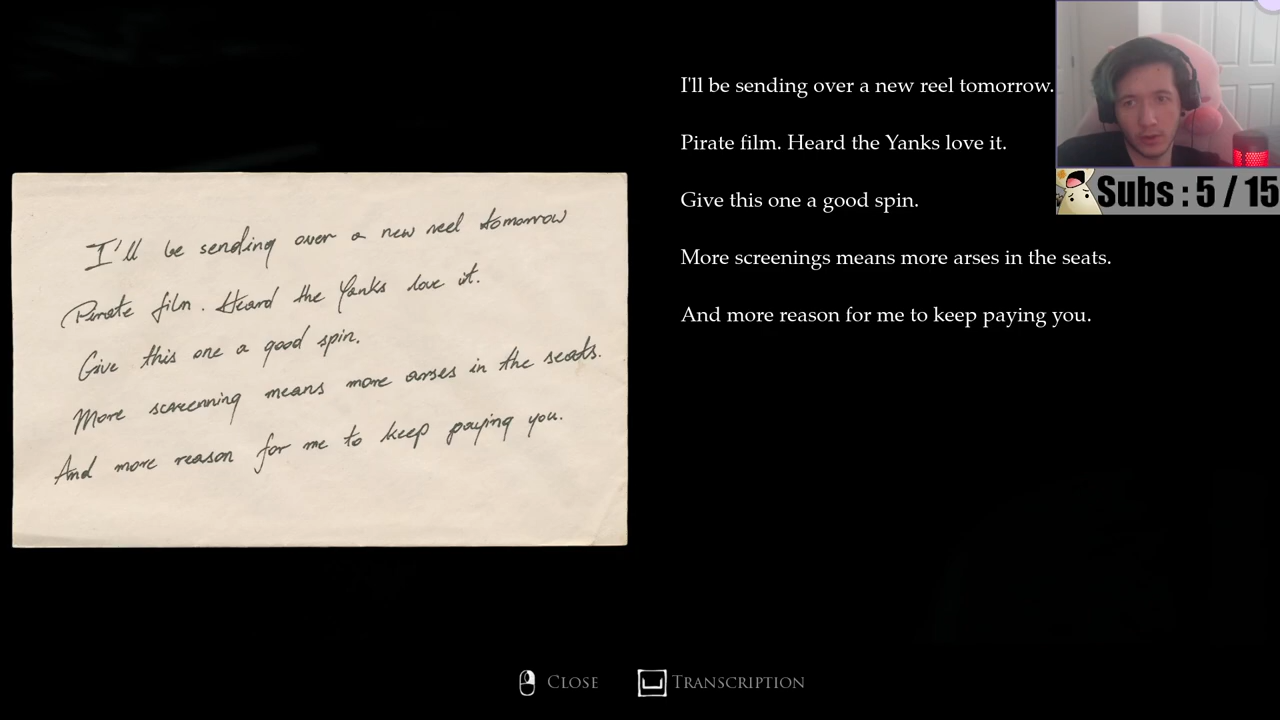 I'll be sending over a new reel tomorrow
Pirate film. Heard the Yanks love it.
Give this one a good spin.
More screenning means more arses in the seats.
And more reason for me to keep paying you.
I'll be sending over a new reel tomorrow.
Pirate film. Heard the Yanks love it.
Give this one a good spin.
More screenings means more arses in the seats.
And more reason for me to keep paying you.
Subs : 5 / 15
CLOSE
TRANSCRIPTION